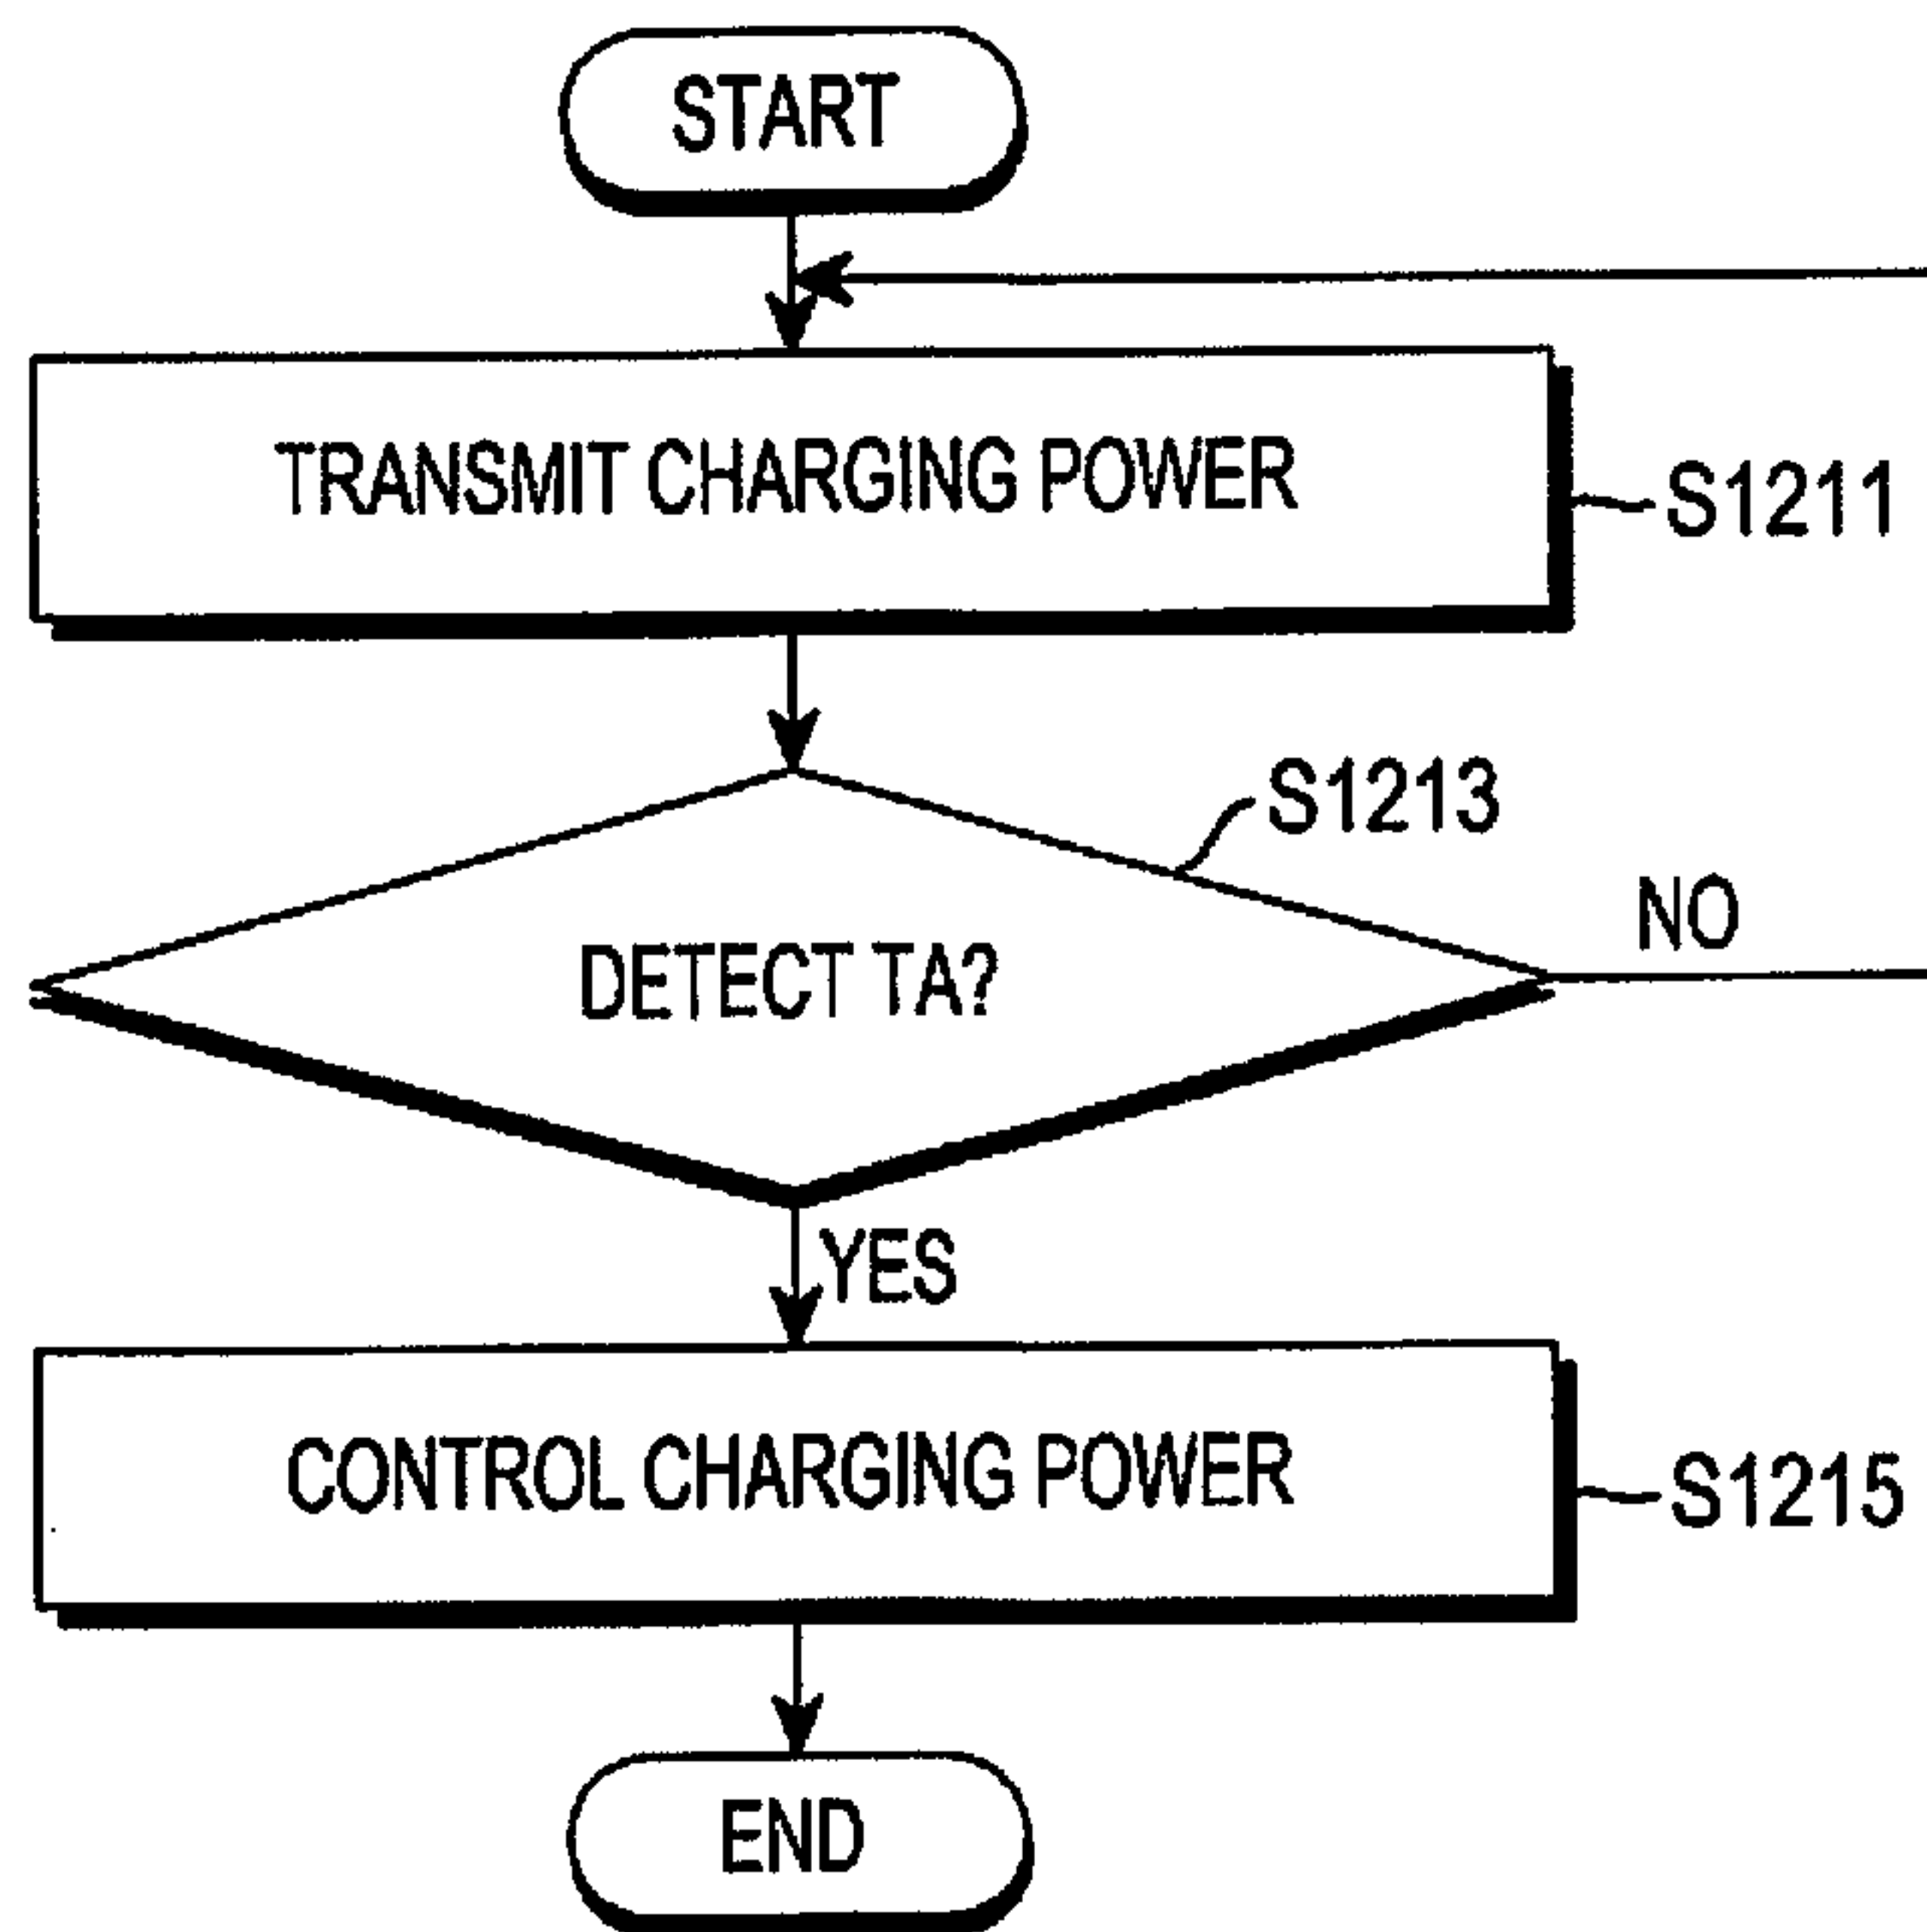 START
TRANSMIT CHARGING POWER
S1211
S1213
NO
DETECT TA?
YES
CONTROL CHARGING POWER
S1215
END